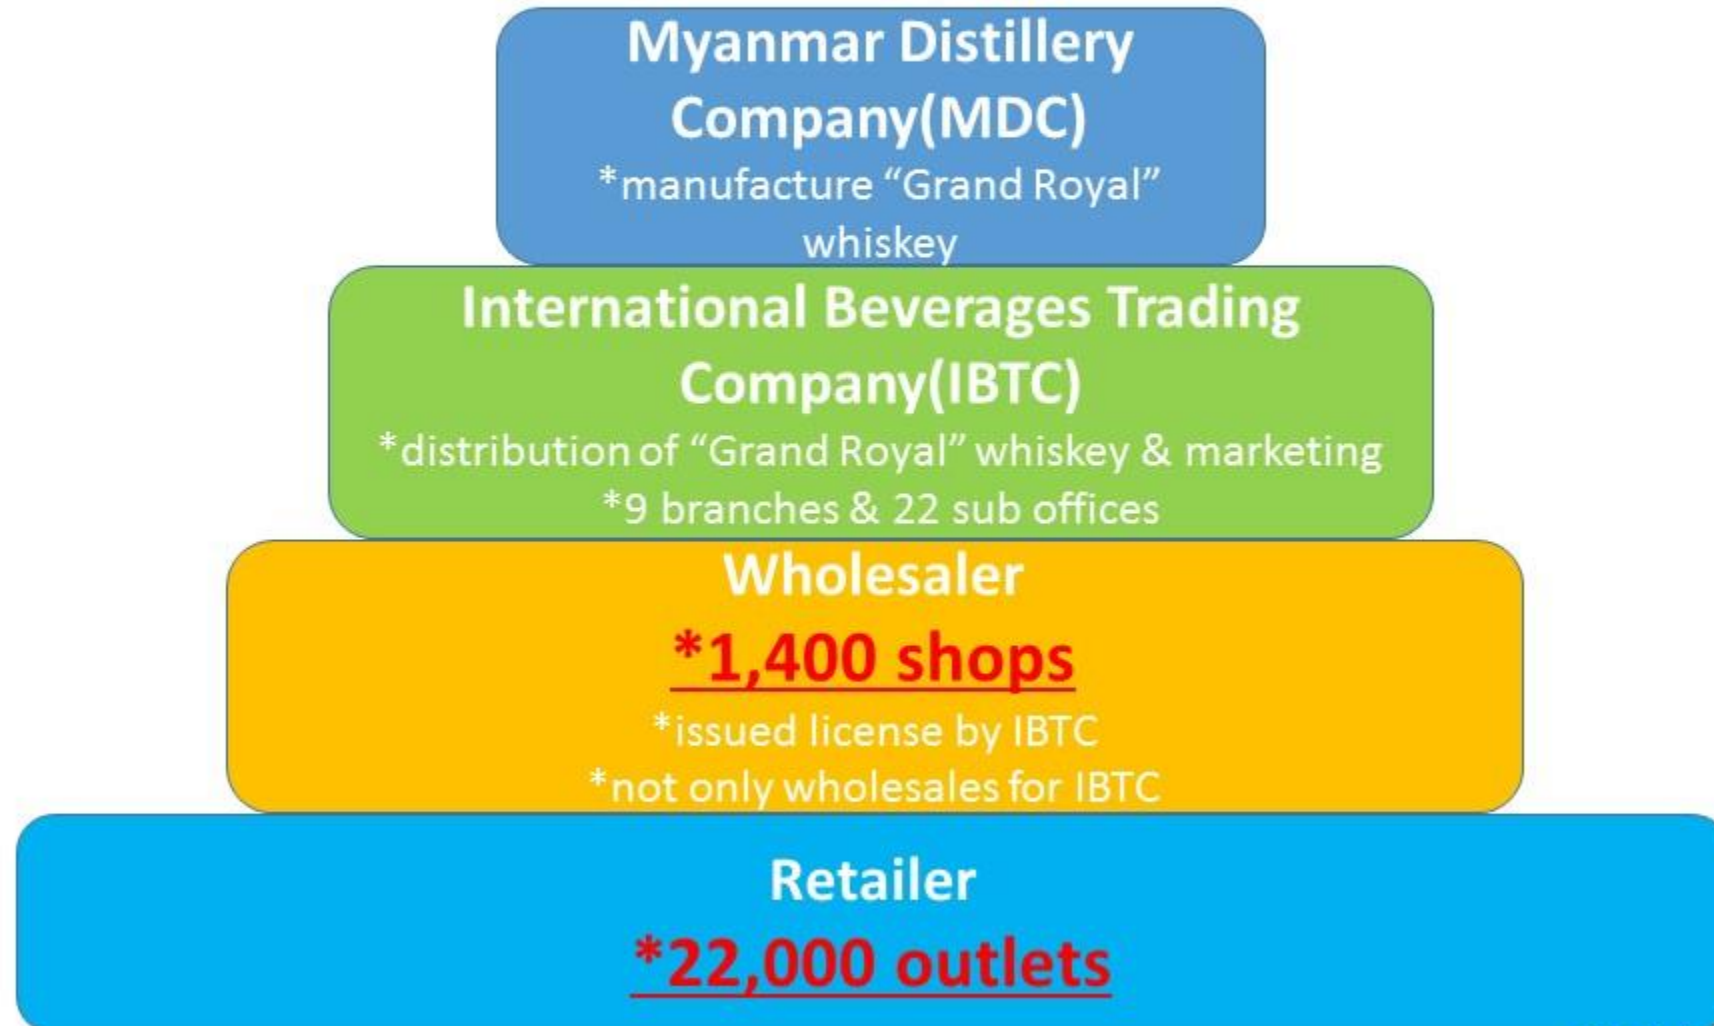 Myanmar Distillery
Company(MDC)
*manufacture “Grand Royal”
whiskey
International Beverages Trading
Company(IBTC)
*distribution of “Grand Royal” whiskey & marketing
*9 branches & 22 sub offices
Wholesaler
*1,400 shops
*issued license by IBTC
*not only wholesales for IBTC
Retailer
*22,000 outlets